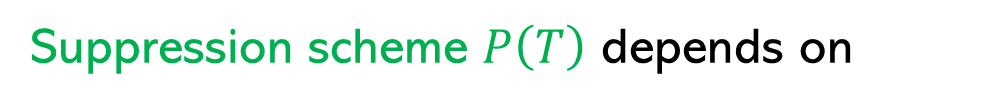 Suppression scheme 𝑃(𝑇) depends on